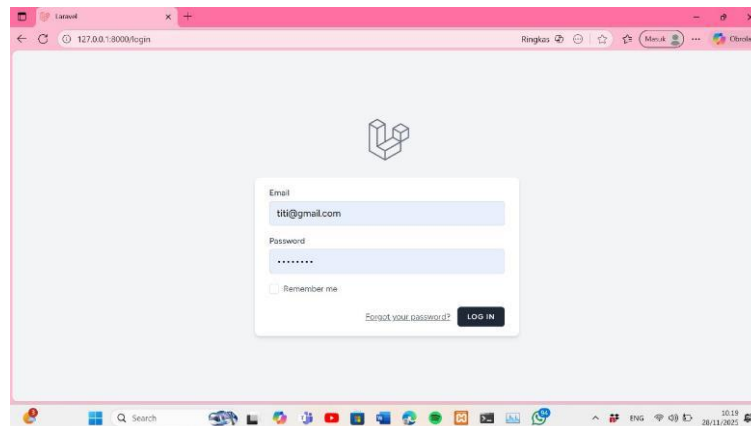 Laravel
127.0.0.1:8000/login
Ringkas
Masuk
Email
titi@gmail.com
Password
Remember me
Forgot your password?
LOG IN
Search
ENG
10.19
28/11/2025